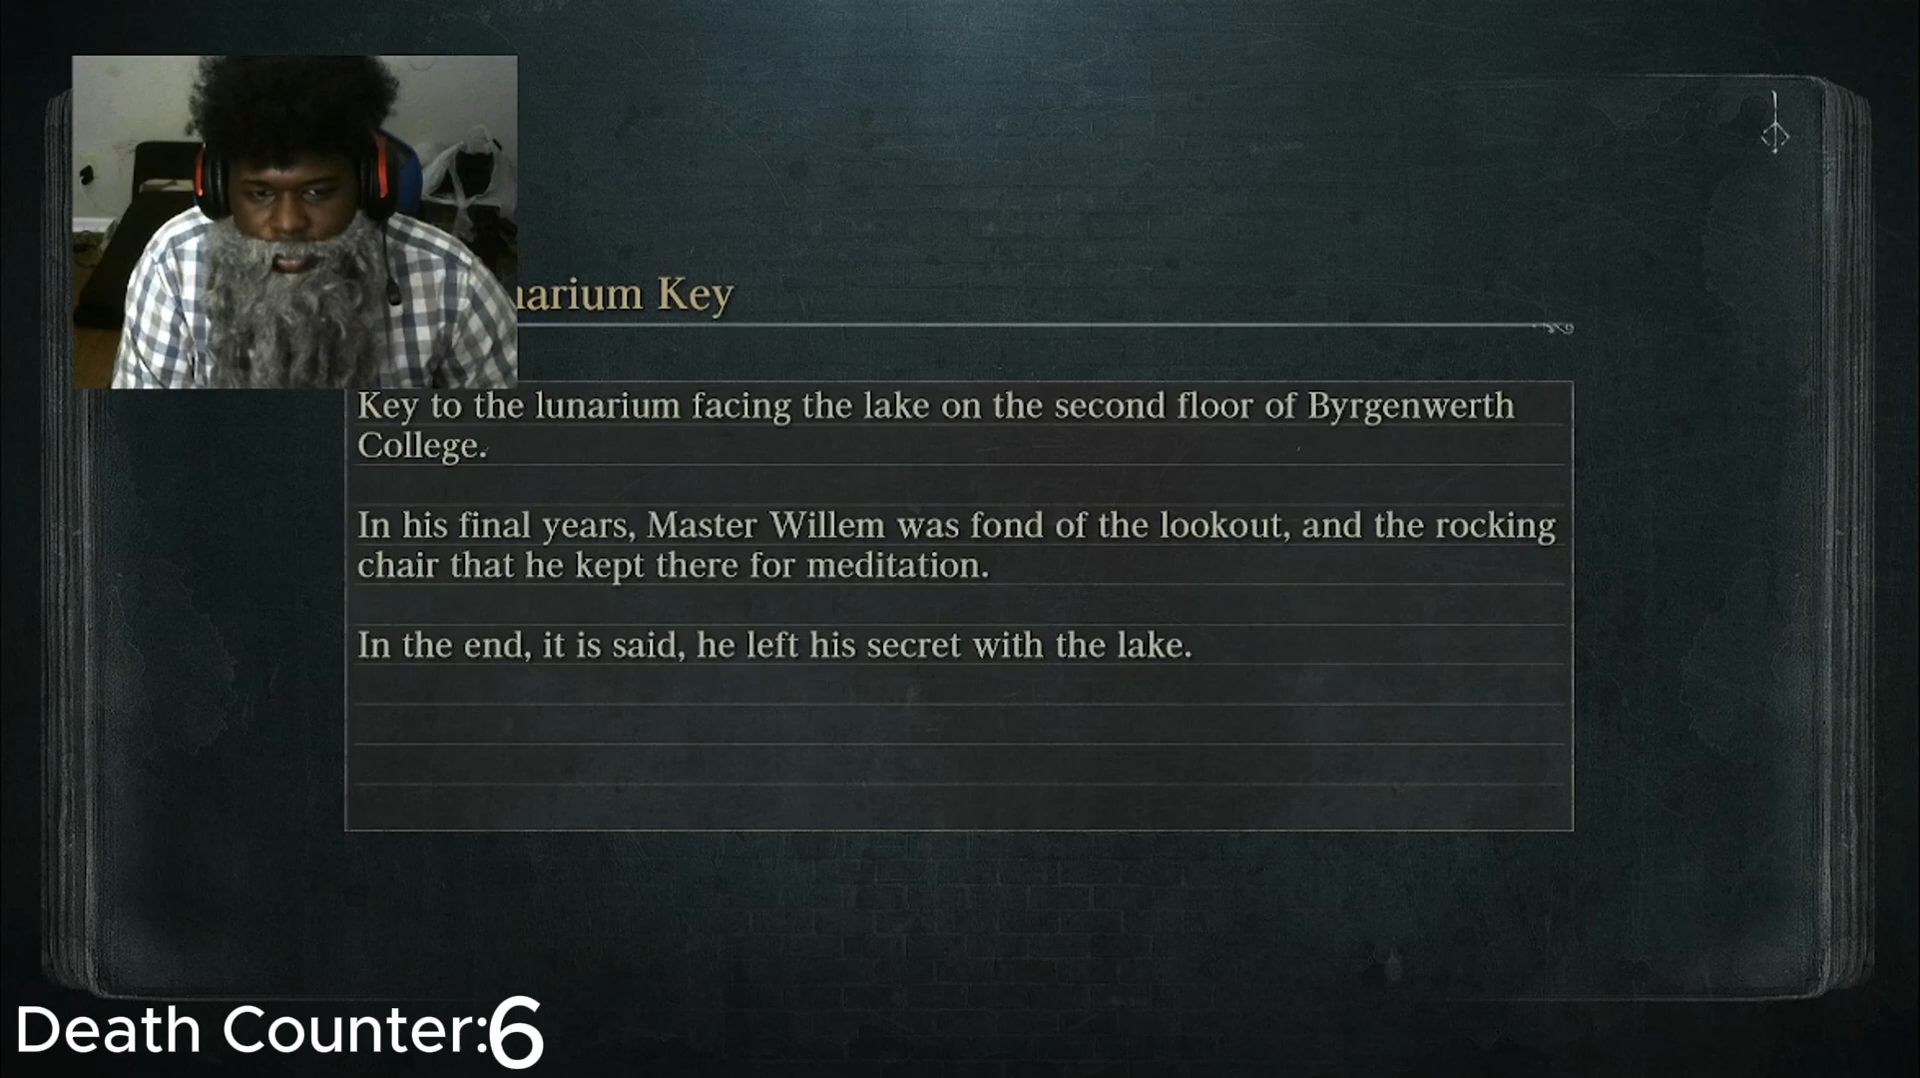 narium Key
Key to the lunarium facing the lake on the second floor of Byrgenwerth
College.
In his final years, Master Willem was fond of the lookout, and the rocking
chair that he kept there for meditation.
In the end, it is said, he left his secret with the lake.
Death Counter:6